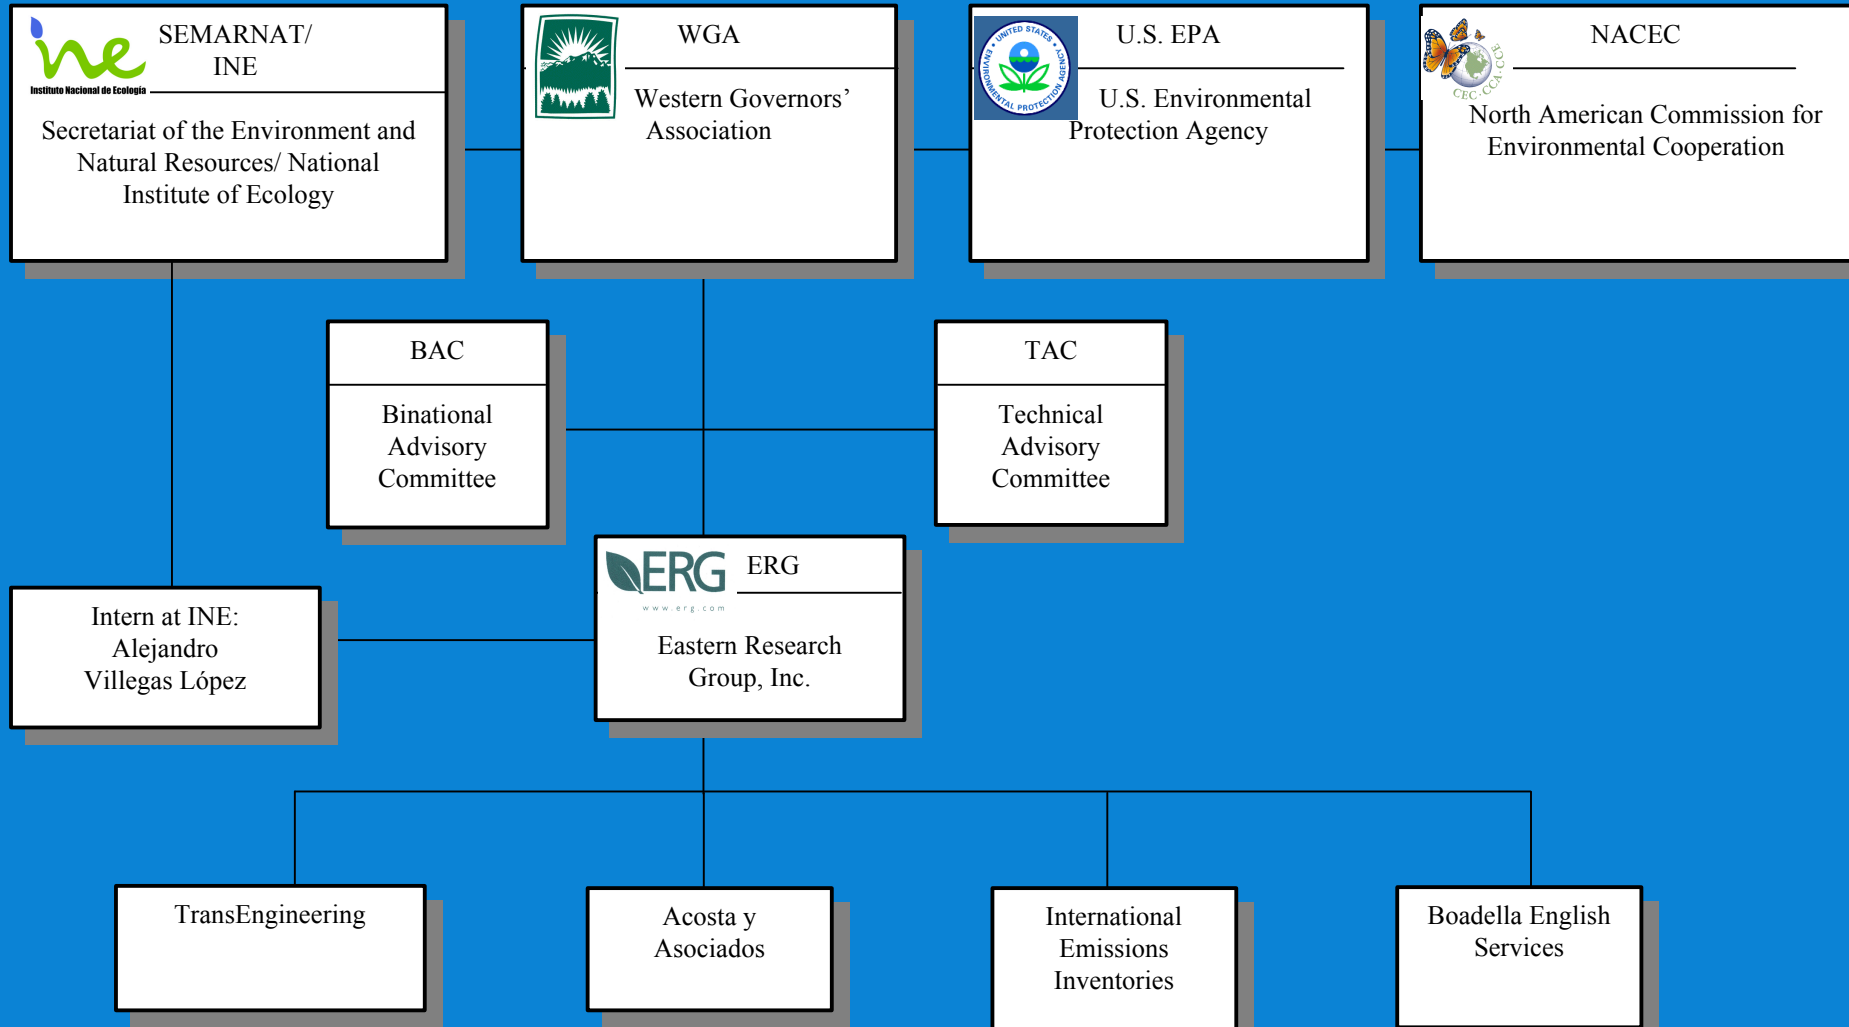 ine
Instituto Nacional de Ecología
SEMARNAT/
INE
Secretariat of the Environment and
Natural Resources/ National
Institute of Ecology
WGA
Western Governors’
Association
UNITED STATES
ENVIRONMENTAL PROTECTION AGENCY
U.S. EPA
U.S. Environmental
Protection Agency
CEC·CCA·CCE
NACEC
North American Commission for
Environmental Cooperation
BAC
Binational
Advisory
Committee
TAC
Technical
Advisory
Committee
Intern at INE:
Alejandro
Villegas López
ERG
www.erg.com
ERG
Eastern Research
Group, Inc.
TransEngineering
Acosta y
Asociados
International
Emissions
Inventories
Boadella English
Services